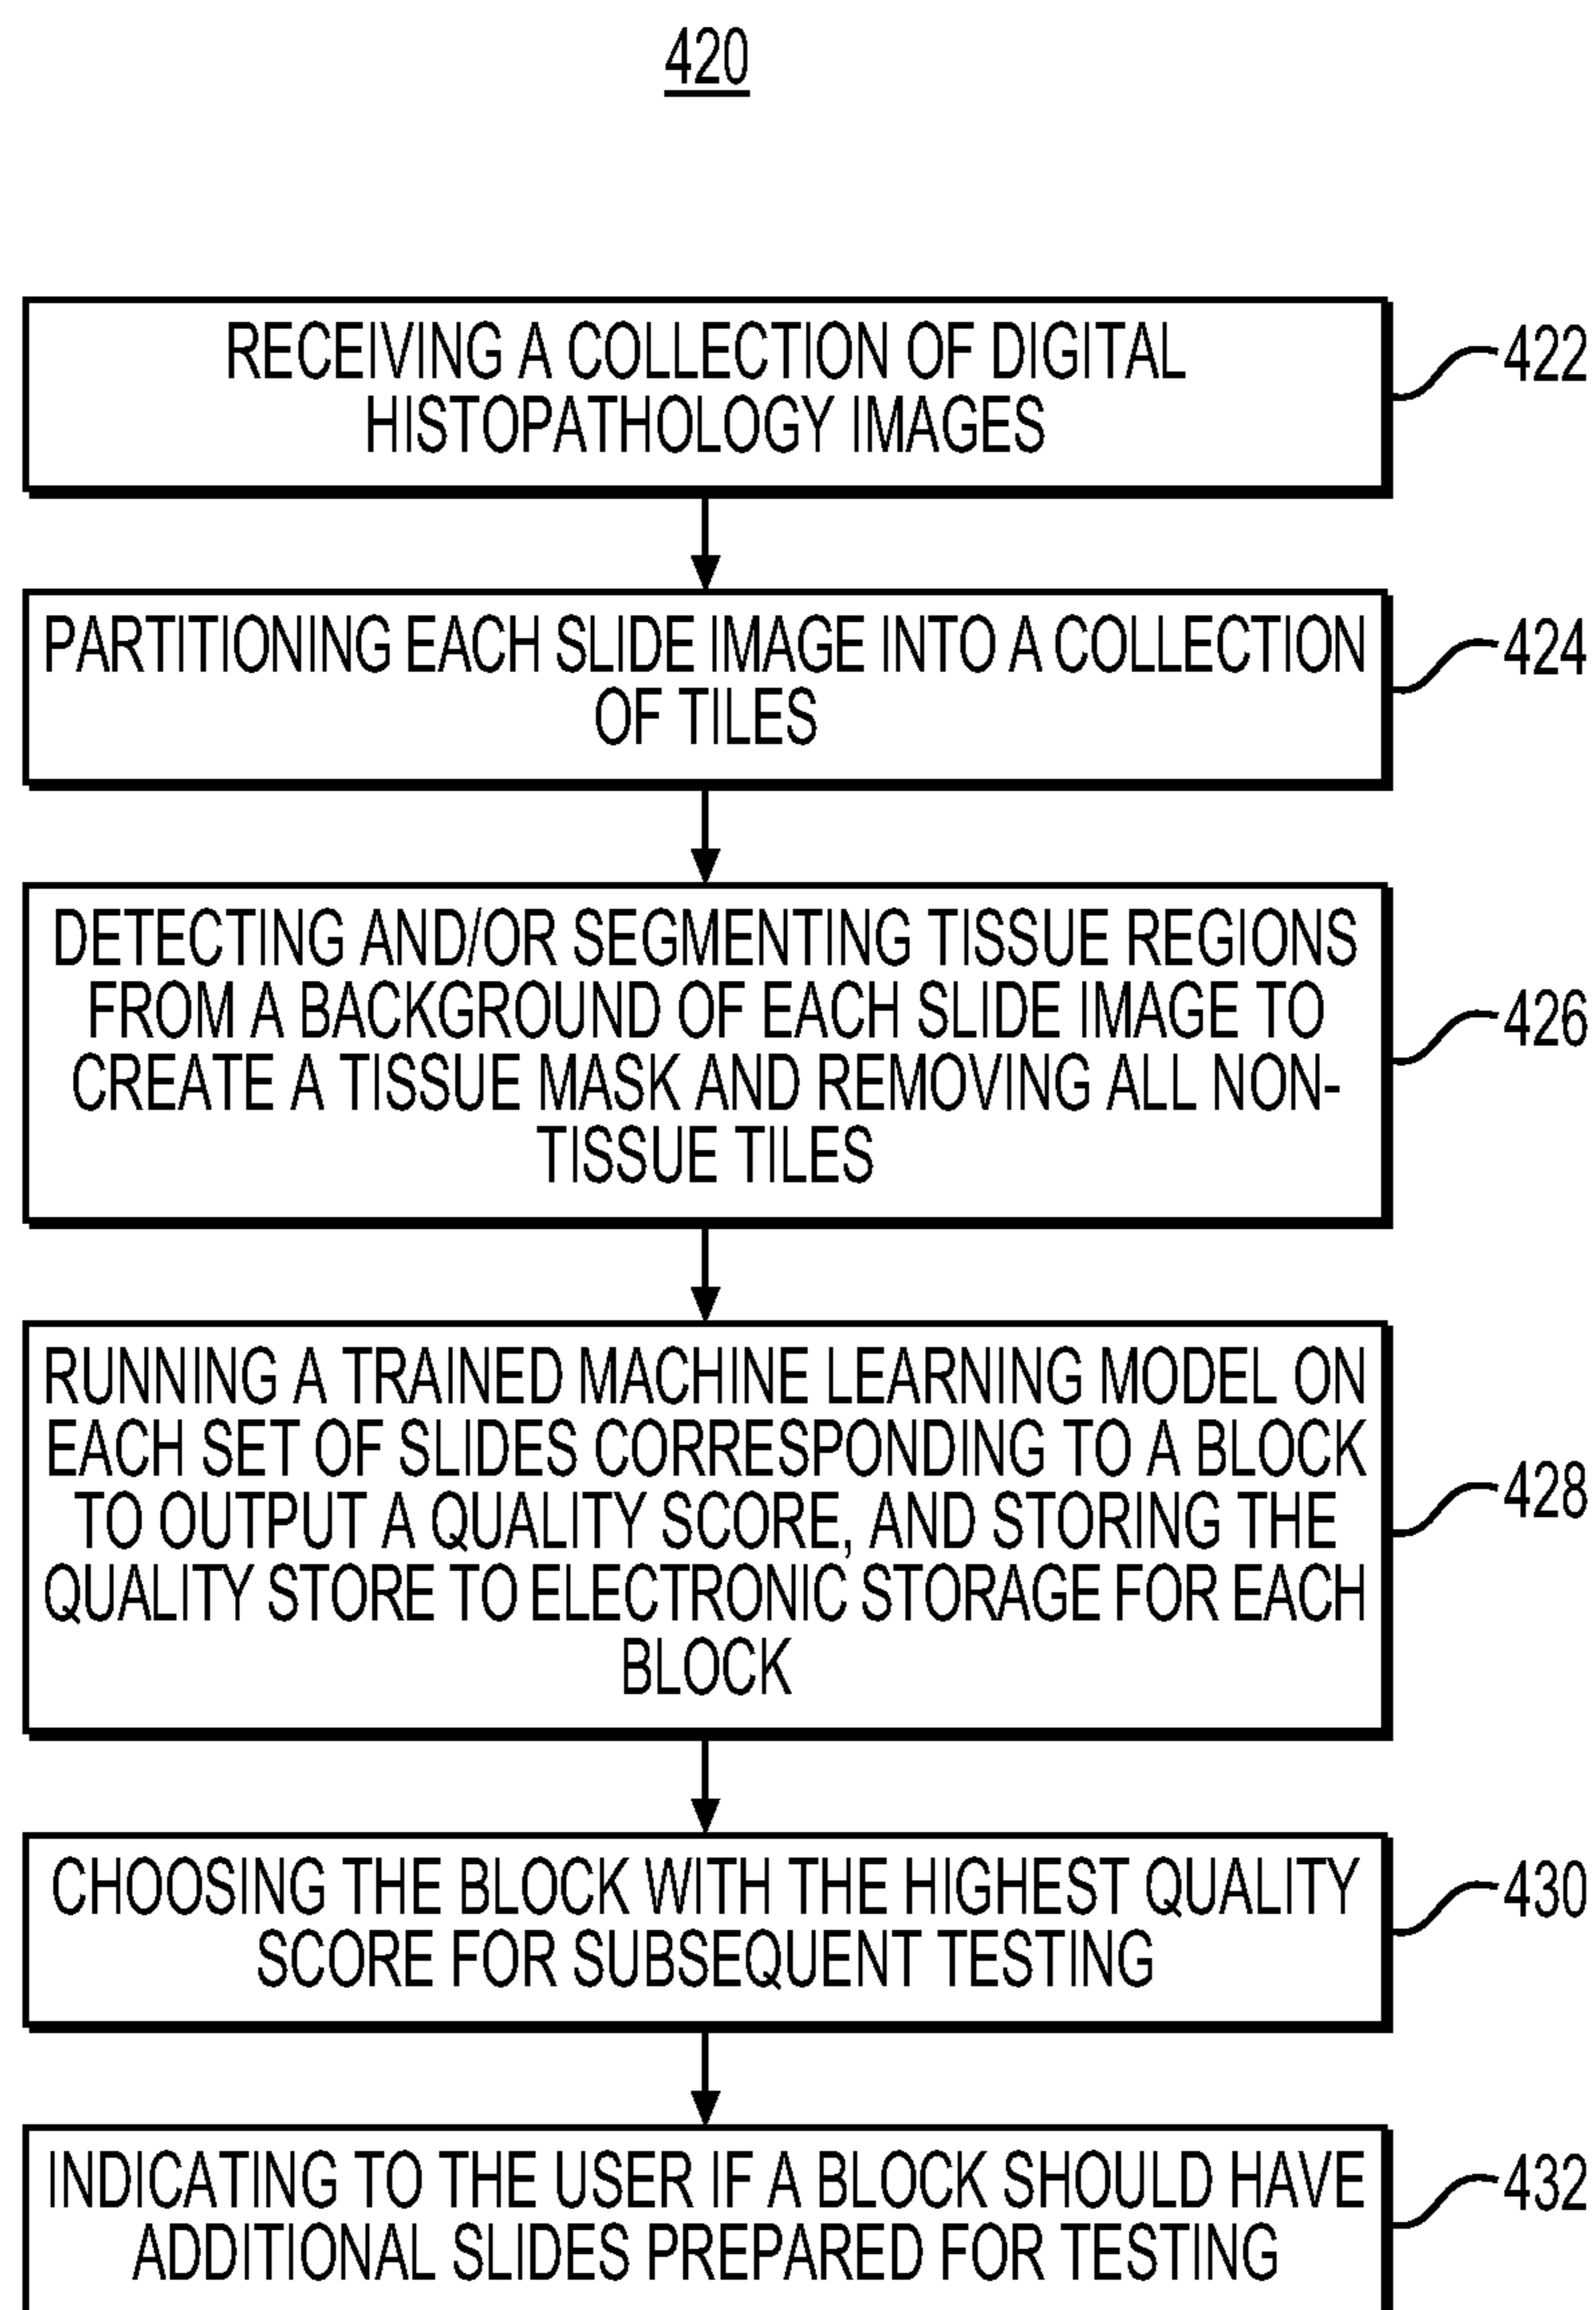 420
RECEIVING A COLLECTION OF DIGITAL
HISTOPATHOLOGY IMAGES
422
PARTITIONING EACH SLIDE IMAGE INTO A COLLECTION
OF TILES
424
DETECTING AND/OR SEGMENTING TISSUE REGIONS
FROM A BACKGROUND OF EACH SLIDE IMAGE TO
CREATE A TISSUE MASK AND REMOVING ALL NON-
TISSUE TILES
426
RUNNING A TRAINED MACHINE LEARNING MODEL ON
EACH SET OF SLIDES CORRESPONDING TO A BLOCK
TO OUTPUT A QUALITY SCORE, AND STORING THE
QUALITY STORE TO ELECTRONIC STORAGE FOR EACH
BLOCK
428
CHOOSING THE BLOCK WITH THE HIGHEST QUALITY
SCORE FOR SUBSEQUENT TESTING
430
INDICATING TO THE USER IF A BLOCK SHOULD HAVE
ADDITIONAL SLIDES PREPARED FOR TESTING
432